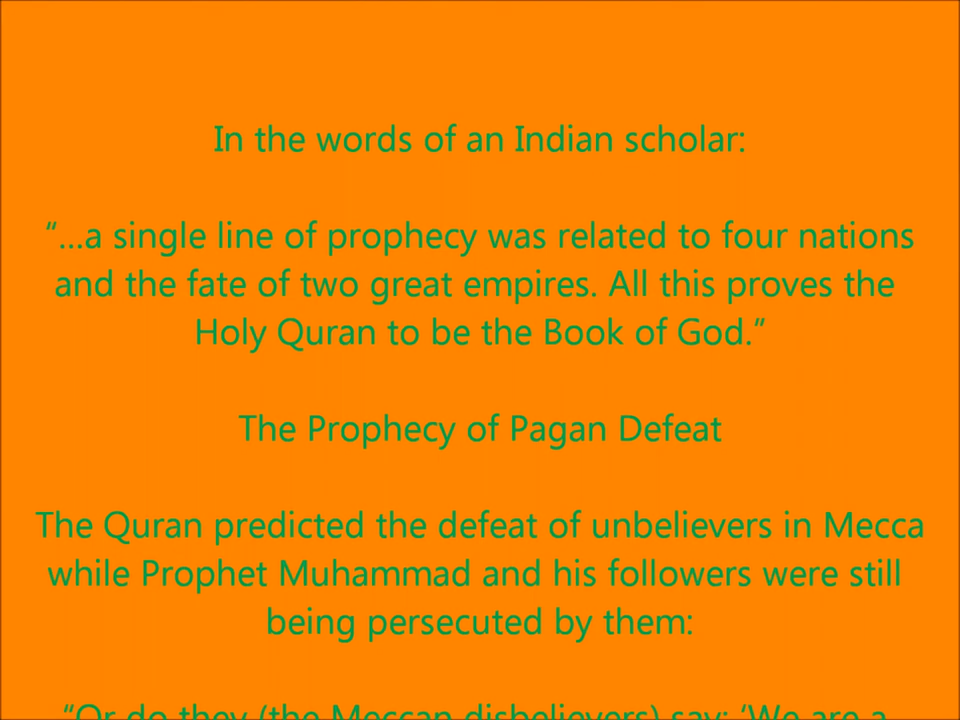 In the words of an Indian scholar:
“...a single line of prophecy was related to four nations
and the fate of two great empires. All this proves the
Holy Quran to be the Book of God.”
The Prophecy of Pagan Defeat
The Quran predicted the defeat of unbelievers in Mecca
while Prophet Muhammad and his followers were still
being persecuted by them:
“Or do they (the Meccan disbelievers) say: ‘We are a